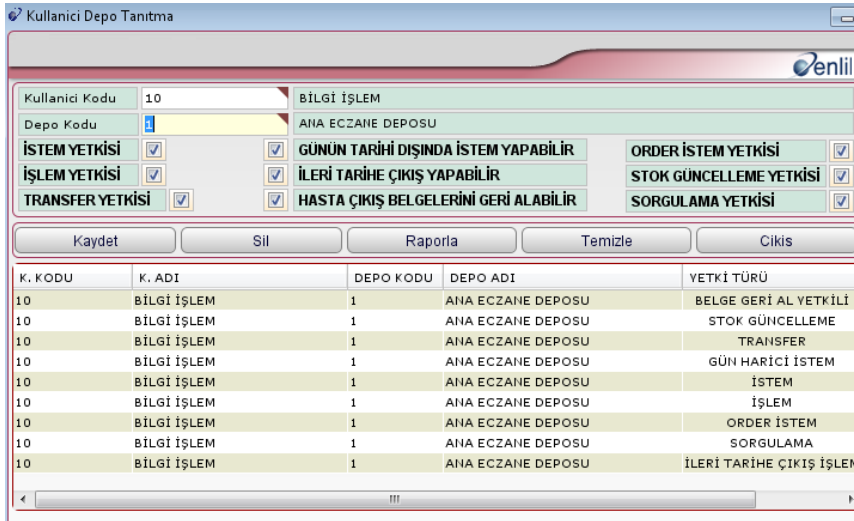 Kullanici Depo Tanıtma
enlil
Kullanici Kodu 10 BİLGİ İŞLEM
Depo Kodu 1 ANA ECZANE DEPOSU
İSTEM YETKİSİ GÜNÜN TARİHİ DIŞINDA İSTEM YAPABİLİR ORDER İSTEM YETKİSİ
İŞLEM YETKİSİ İLERİ TARİHE ÇIKIŞ YAPABİLİR STOK GÜNCELLEME YETKİSİ
TRANSFER YETKİSİ HASTA ÇIKIŞ BELGELERİNİ GERİ ALABİLİR SORGULAMA YETKİSİ
Kaydet Sil Raporla Temizle Cikis
K. KODU K. ADI DEPO KODU DEPO ADI YETKİ TÜRÜ
10 BİLGİ İŞLEM 1 ANA ECZANE DEPOSU BELGE GERİ AL YETKİLİ
10 BİLGİ İŞLEM 1 ANA ECZANE DEPOSU STOK GÜNCELLEME
10 BİLGİ İŞLEM 1 ANA ECZANE DEPOSU TRANSFER
10 BİLGİ İŞLEM 1 ANA ECZANE DEPOSU GÜN HARİCİ İSTEM
10 BİLGİ İŞLEM 1 ANA ECZANE DEPOSU İSTEM
10 BİLGİ İŞLEM 1 ANA ECZANE DEPOSU İŞLEM
10 BİLGİ İŞLEM 1 ANA ECZANE DEPOSU ORDER İSTEM
10 BİLGİ İŞLEM 1 ANA ECZANE DEPOSU SORGULAMA
10 BİLGİ İŞLEM 1 ANA ECZANE DEPOSU İLERİ TARİHE ÇIKIŞ İŞLEM